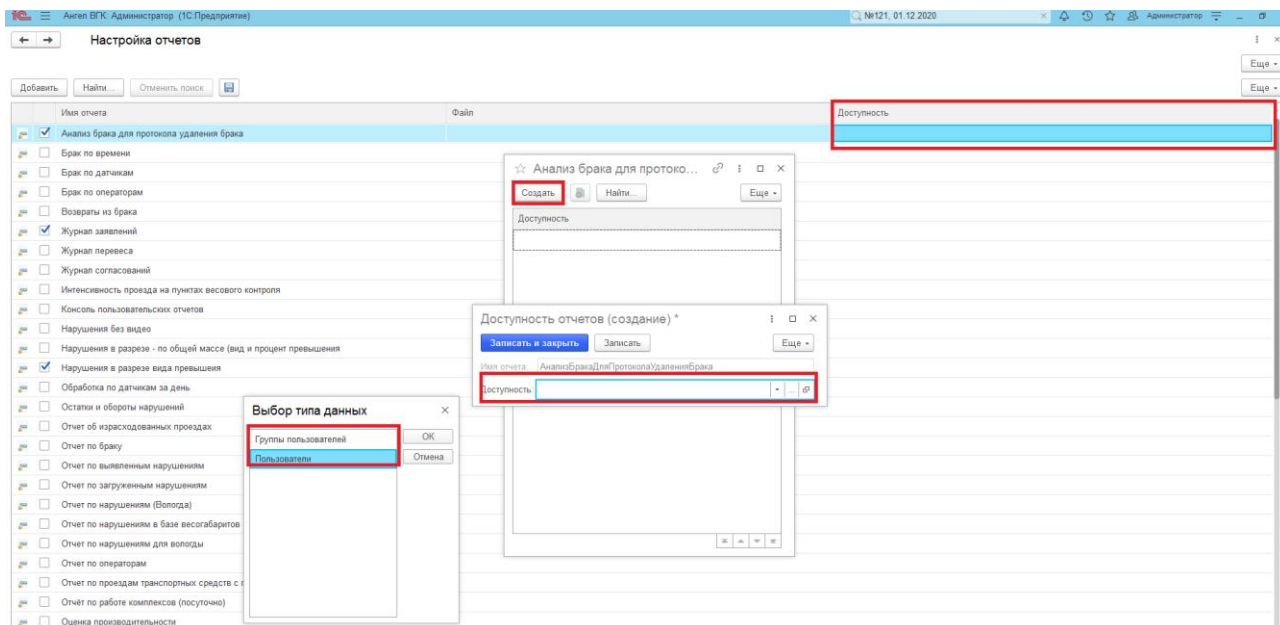 1С Ангел ВГК: Администратор (1С:Предприятие) №121, 01.12.2020 Администратор
Настройка отчетов
Еще
Добавить Найти... Отменить поиск Еще
Имя отчета Файл Доступность
Анализ брака для протокола удаления брака
Брак по времени
Брак по датчикам
Брак по операторам
Возвраты из брака
Журнал заявлений
Журнал перевеса
Журнал согласований
Интенсивность проезда на пунктах весового контроля
Консоль пользовательских отчетов
Нарушения без видео
Нарушения в разрезе - по общей массе (вид и процент превышения
Нарушения в разрезе вида превышеия
Обработка по датчикам за день
Остатки и обороты нарушений
Отчет об израсходованных проездах
Отчет по браку
Отчет по выявленным нарушениям
Отчет по загруженным нарушениям
Отчет по нарушениям (Вологда)
Отчет по нарушениям в базе весогабаритов
Отчет по нарушениям для вологды
Отчет по операторам
Отчет по проездам транспортных средств с
Отчёт по работе комплексов (посуточно)
Оценка производительности
Анализ брака для протоко...
Создать Найти... Еще
Доступность
Доступность отчетов (создание) *
Записать и закрыть Записать Еще
Имя отчета: АнализБракаДляПротоколаУдаленияБрака
Доступность:
Выбор типа данных
Группы пользователей ОК
Пользователи Отмена